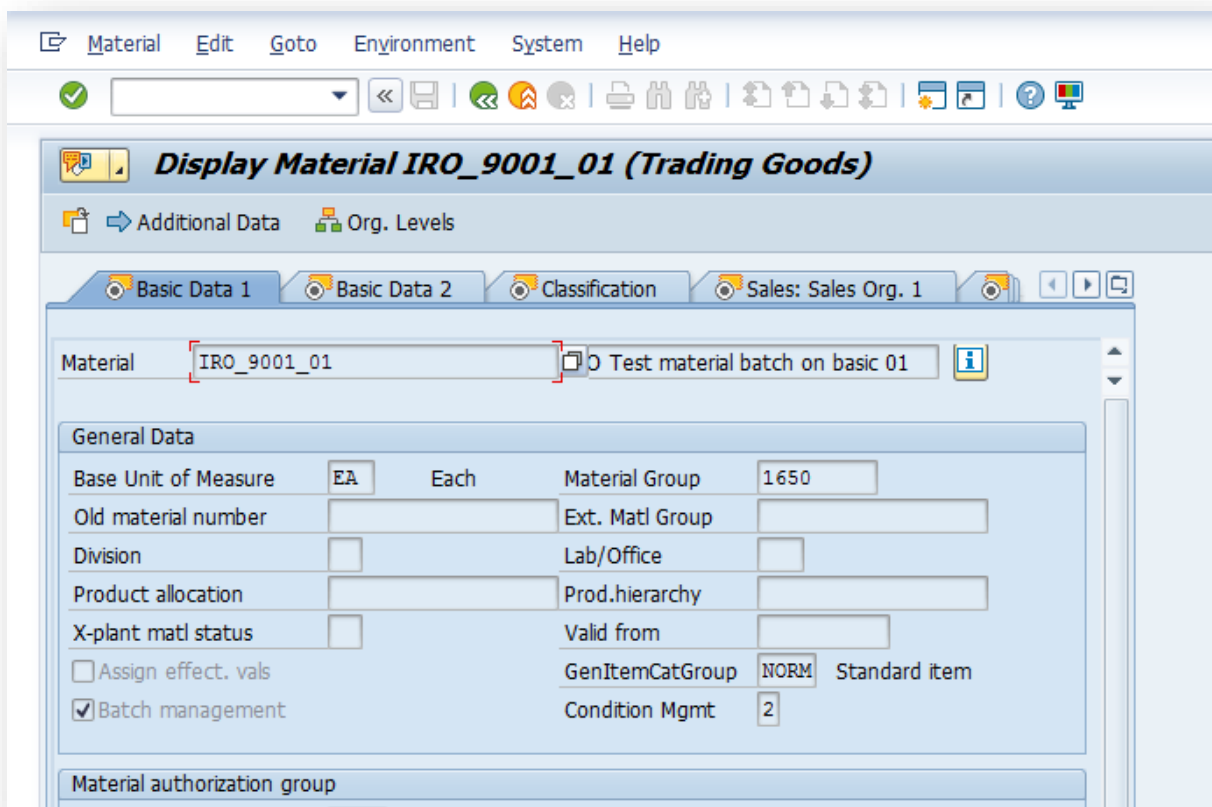 Material Edit Goto Environment System Help
Display Material IRO_9001_01 (Trading Goods)
Additional Data Org. Levels
Basic Data 1 Basic Data 2 Classification Sales: Sales Org. 1
Material IRO_9001_01 O Test material batch on basic 01
General Data
Base Unit of Measure EA Each Material Group 1650
Old material number Ext. Matl Group
Division Lab/Office
Product allocation Prod.hierarchy
X-plant matl status Valid from
Assign effect. vals GenItemCatGroup NORM Standard item
Batch management Condition Mgmt 2
Material authorization group